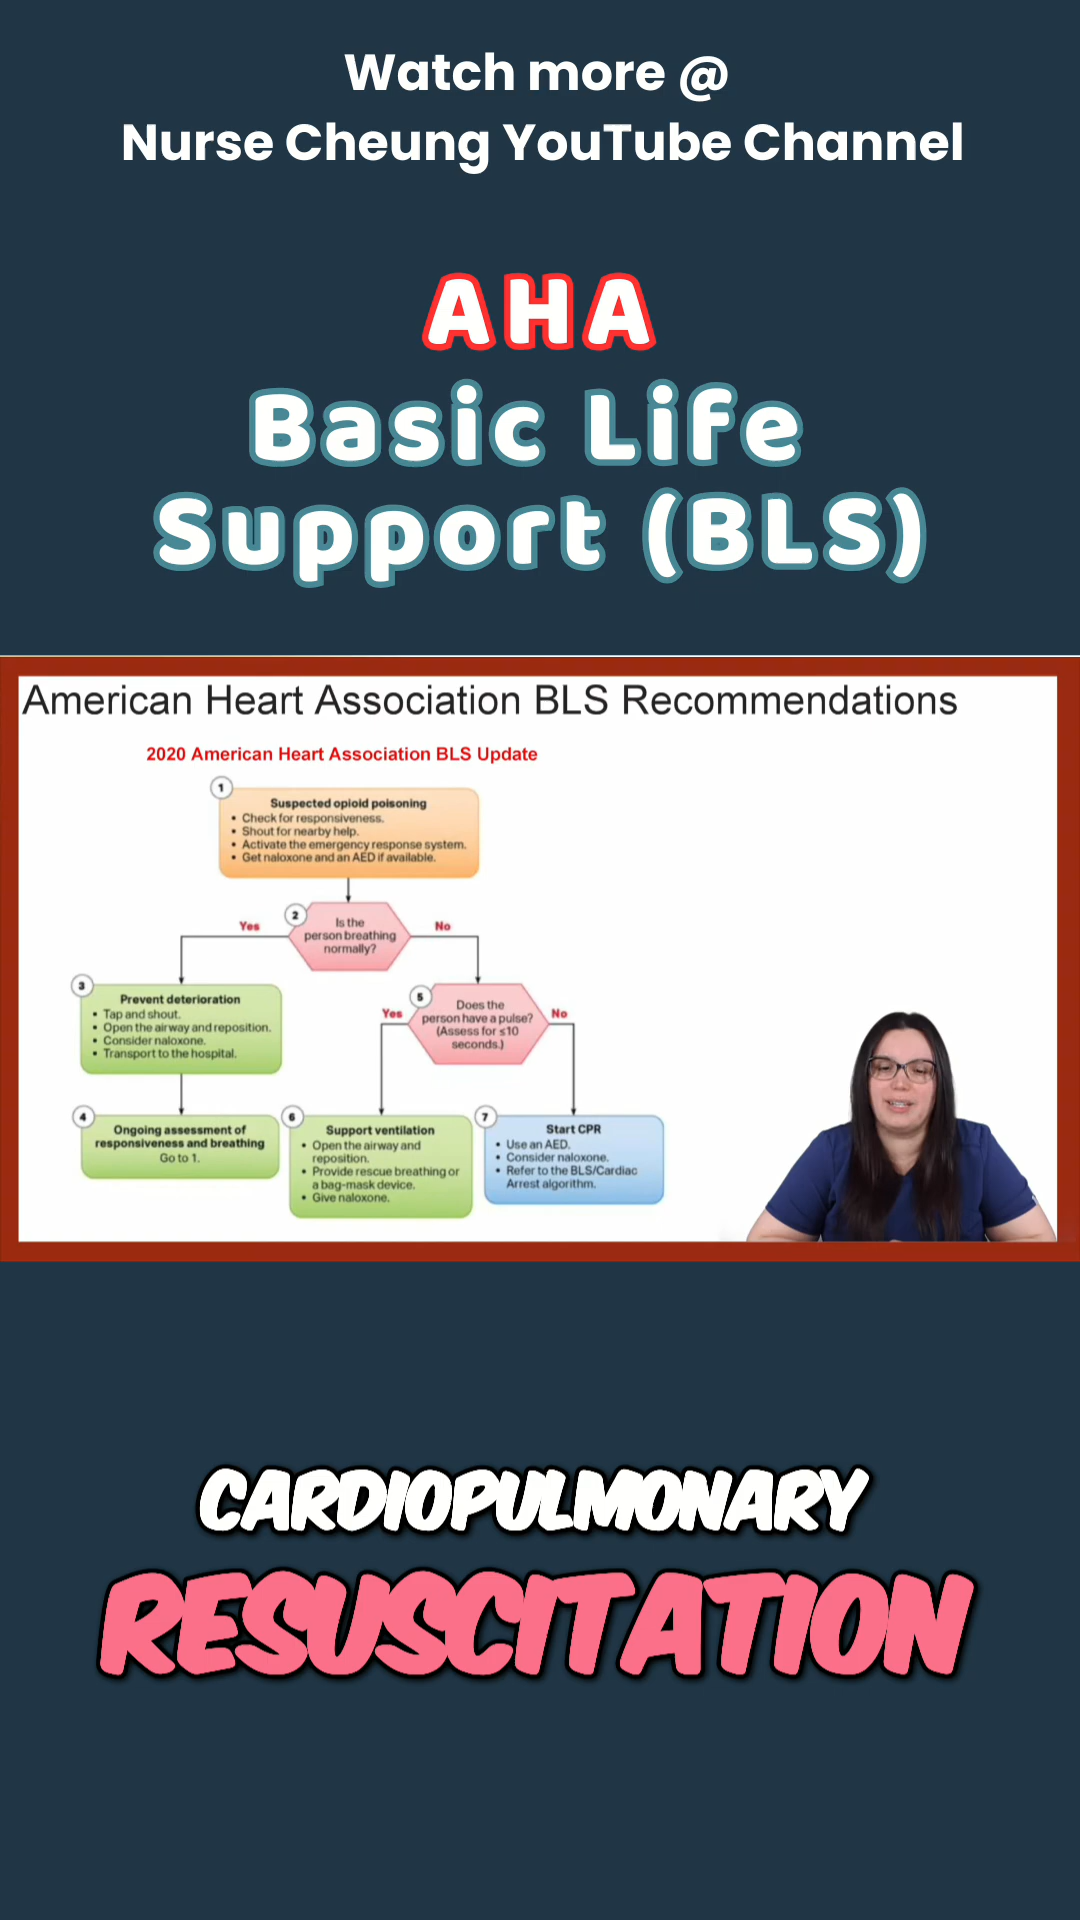 Watch more @
Nurse Cheung YouTube Channel
AHA
Basic Life
Support (BLS)
American Heart Association BLS Recommendations
2020 American Heart Association BLS Update
1
Suspected opioid poisoning
• Check for responsiveness.
• Shout for nearby help.
• Activate the emergency response system.
• Get naloxone and an AED if available.
2
Is the
person breathing
normally?
Yes
No
3
Prevent deterioration
• Tap and shout.
• Open the airway and reposition.
• Consider naloxone.
• Transport to the hospital.
5
Does the
person have a pulse?
(Assess for ≤10
seconds.)
Yes
No
4
Ongoing assessment of
responsiveness and breathing
Go to 1.
6
Support ventilation
• Open the airway and
reposition.
• Provide rescue breathing or
a bag-mask device.
• Give naloxone.
7
Start CPR
• Use an AED.
• Consider naloxone.
• Refer to the BLS/Cardiac
Arrest algorithm.
CARDIOPULMONARY
RESUSCITATION